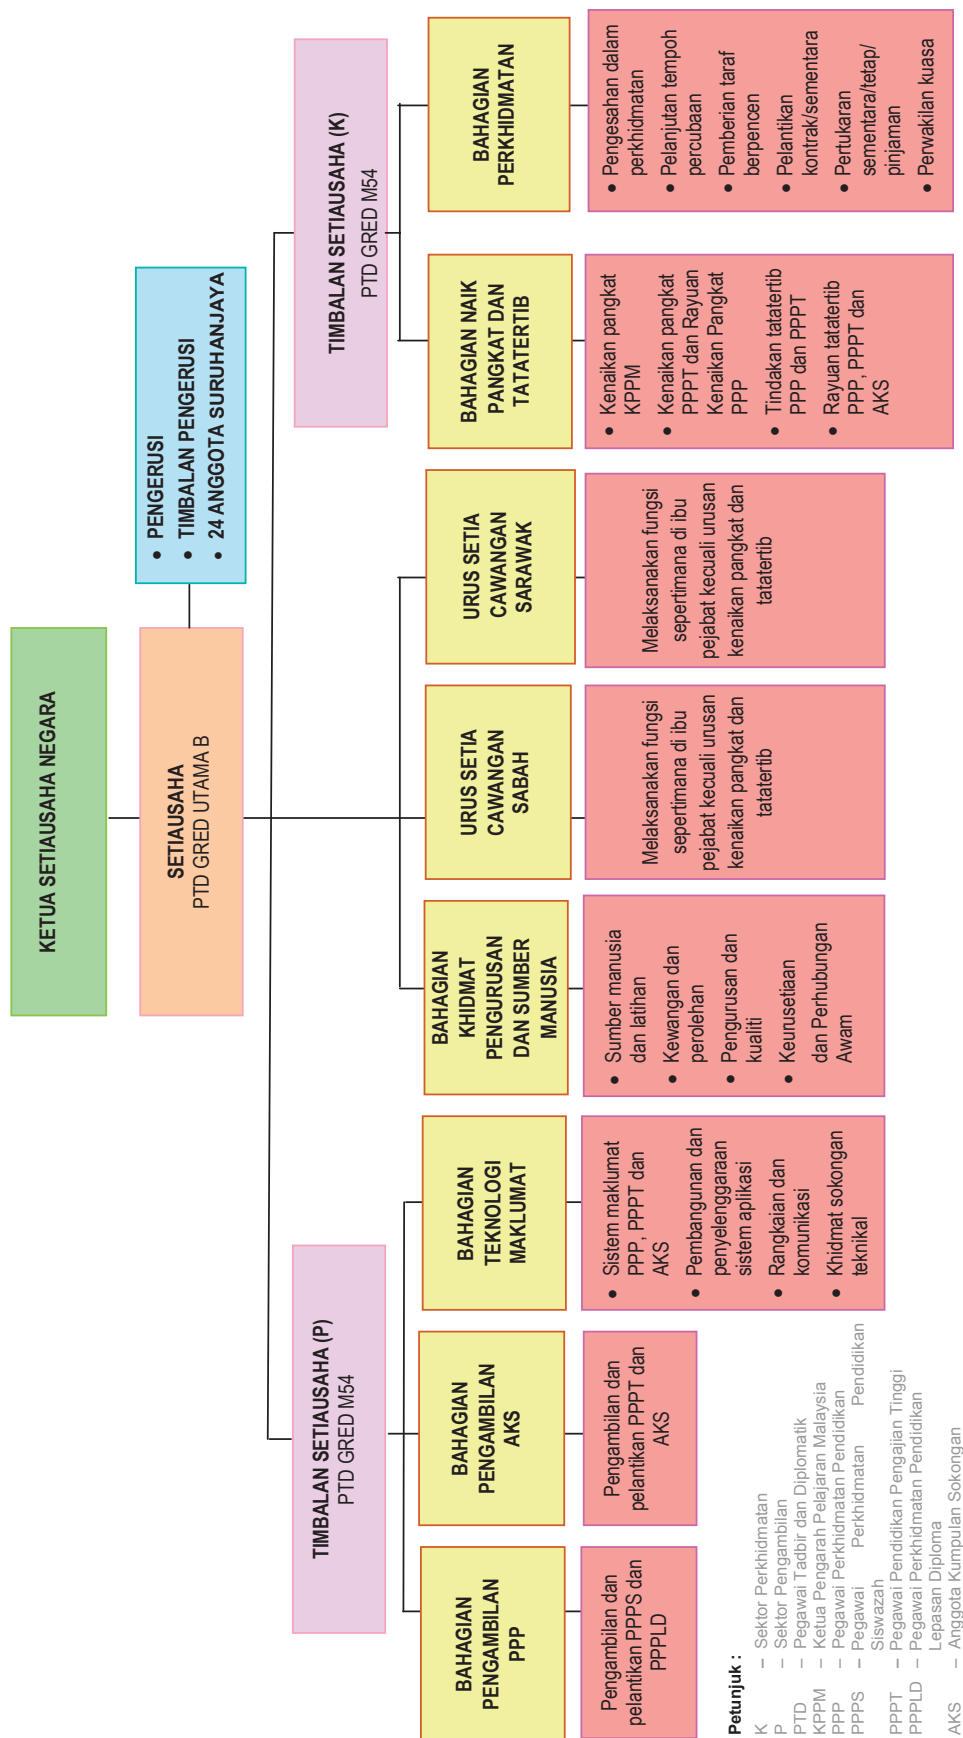 KETUA SETIAUSAHA NEGARA
SETIAUSAHA
PTD GRED UTAMA B
• PENGERUSI
• TIMBALAN PENGERUSI
• 24 ANGGOTA SURUHANJAYA
TIMBALAN SETIAUSAHA (P)
PTD GRED M54
TIMBALAN SETIAUSAHA (K)
PTD GRED M54
BAHAGIAN
PENGAMBILAN
PPP
BAHAGIAN
PENGAMBILAN
AKS
BAHAGIAN
TEKNOLOGI
MAKLUMAT
BAHAGIAN
KHIDMAT
PENGURUSAN
DAN SUMBER
MANUSIA
URUS SETIA
CAWANGAN
SABAH
URUS SETIA
CAWANGAN
SARAWAK
BAHAGIAN NAIK
PANGKAT DAN
TATATERTIB
BAHAGIAN
PERKHIDMATAN
Pengambilan dan
pelantikan PPPS dan
PPPLD
Pengambilan dan
pelantikan PPPT dan
AKS
• Sistem maklumat
PPP, PPPT dan
AKS
• Pembangunan dan
penyelenggaraan
sistem aplikasi
• Rangkaian dan
komunikasi
• Khidmat sokongan
teknikal
• Sumber manusia
dan latihan
• Kewangan dan
perolehan
• Pengurusan dan
kualiti
• Keurusetiaan
dan Perhubungan
Awam
Melaksanakan fungsi
sepertimana di ibu
pejabat kecuali urusan
kenaikan pangkat dan
tatatertib
Melaksanakan fungsi
sepertimana di ibu
pejabat kecuali urusan
kenaikan pangkat dan
tatatertib
• Kenaikan pangkat
KPPM
• Kenaikan pangkat
PPPT dan Rayuan
Kenaikan Pangkat
PPP
• Tindakan tatatertib
PPP dan PPPT
• Rayuan tatatertib
PPP, PPPT dan
AKS
• Pengesahan dalam
perkhidmatan
• Pelanjutan tempoh
percubaan
• Pemberian taraf
berpencen
• Pelantikan
kontrak/sementara
• Pertukaran
sementara/tetap/
pinjaman
• Perwakilan kuasa
Petunjuk :
K – Sektor Perkhidmatan
P – Sektor Pengambilan
PTD – Pegawai Tadbir dan Diplomatik
KPPM – Ketua Pengarah Pelajaran Malaysia
PPP – Pegawai Perkhidmatan Pendidikan
PPPS – Pegawai Perkhidmatan Pendidikan
Siswazah
PPPT – Pegawai Pendidikan Pengajian Tinggi
PPPLD – Pegawai Perkhidmatan Pendidikan
Lepasan Diploma
AKS – Anggota Kumpulan Sokongan